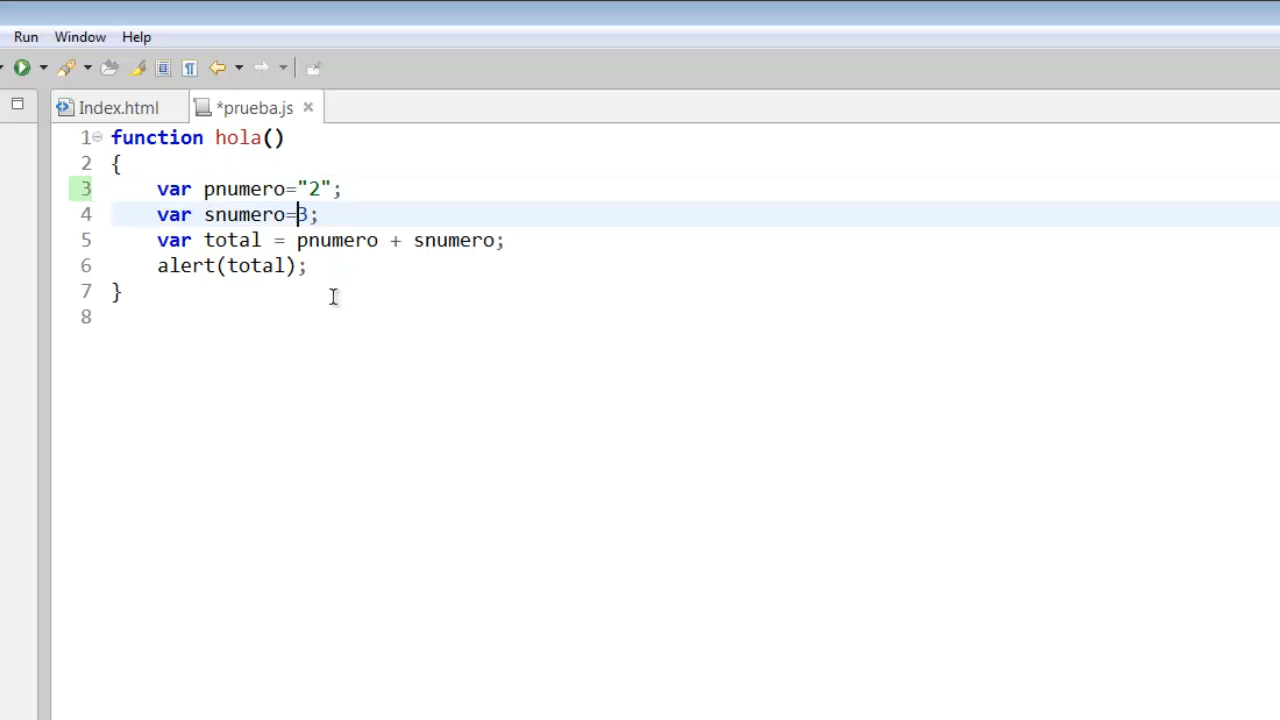 Run Window Help
Index.html *prueba.js
1 function hola()
2 {
3 var pnumero="2";
4 var snumero=3;
5 var total = pnumero + snumero;
6 alert(total);
7 }
8